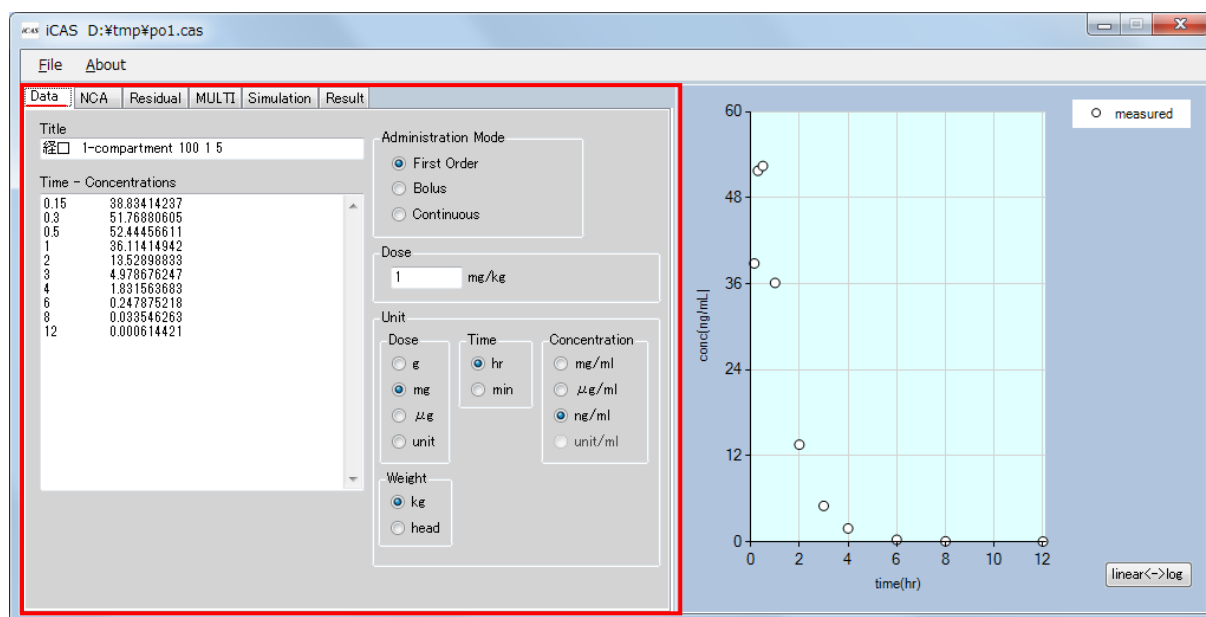 iCAS iCAS D:¥tmp¥po1.cas
File About
Data NCA Residual MULTI Simulation Result
Title
経口 1-compartment 100 1 5
Time - Concentrations
0.15 38.83414237
0.3 51.76880605
0.5 52.44456611
1 36.11414942
2 13.52898833
3 4.978676247
4 1.831563683
6 0.247875218
8 0.033546263
12 0.000614421
Administration Mode
First Order
Bolus
Continuous
Dose
1 mg/kg
Unit
Dose
g
mg
μg
unit
Time
hr
min
Concentration
mg/ml
μg/ml
ng/ml
unit/ml
Weight
kg
head
measured
60
48
36
24
12
0
conc[ng/mL]
0 2 4 6 8 10 12
time(hr)
linear<->log